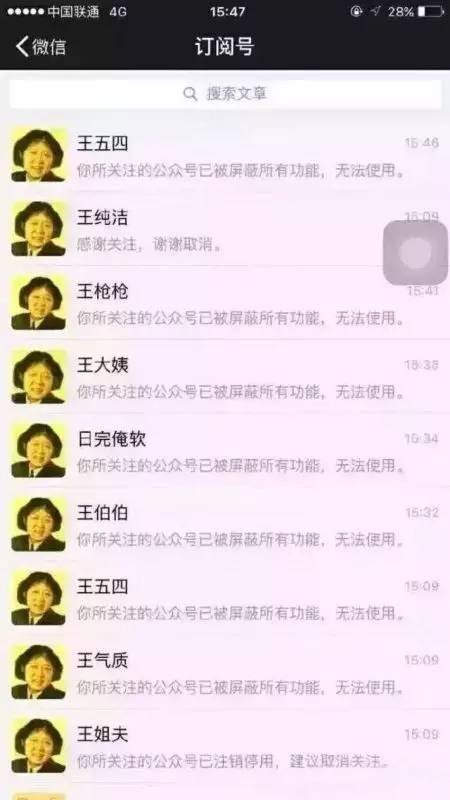 中国联通 4G 15:47 28%
微信 订阅号
搜索文章
王五四 15:46
你所关注的公众号已被屏蔽所有功能，无法使用。
王纯洁 15:09
感谢关注，谢谢取消。
王枪枪 15:41
你所关注的公众号已被屏蔽所有功能，无法使用。
王大姨 15:38
你所关注的公众号已被屏蔽所有功能，无法使用。
日完俺软 15:34
你所关注的公众号已被屏蔽所有功能，无法使用。
王伯伯 15:32
你所关注的公众号已被屏蔽所有功能，无法使用。
王五四 15:09
你所关注的公众号已被屏蔽所有功能，无法使用。
王气质 15:09
你所关注的公众号已被屏蔽所有功能，无法使用。
王姐夫 15:09
你所关注的公众号已注销停用，建议取消关注。